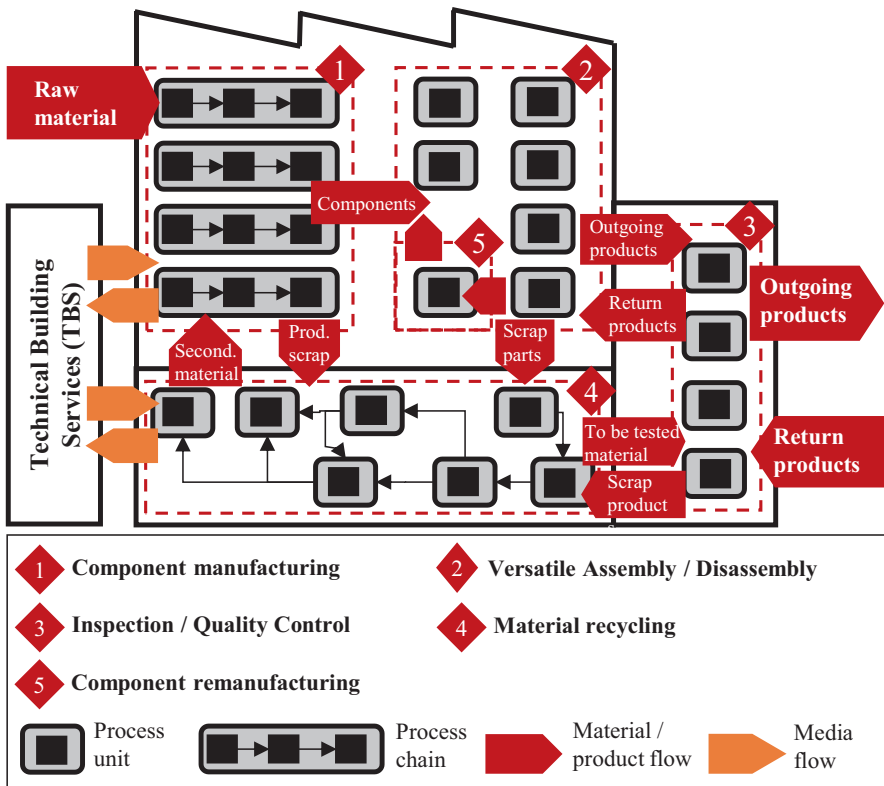 1
2
Raw
material
Components
5
3
Outgoing
products
Outgoing
products
Return
products
Technical Building
Services (TBS)
Second.
material
Prod.
scrap
Scrap
parts
4
To be tested
material
Return
products
Scrap
product
1 Component manufacturing
2 Versatile Assembly / Disassembly
3 Inspection / Quality Control
4 Material recycling
5 Component remanufacturing
Process
unit
Process
chain
Material /
product flow
Media
flow